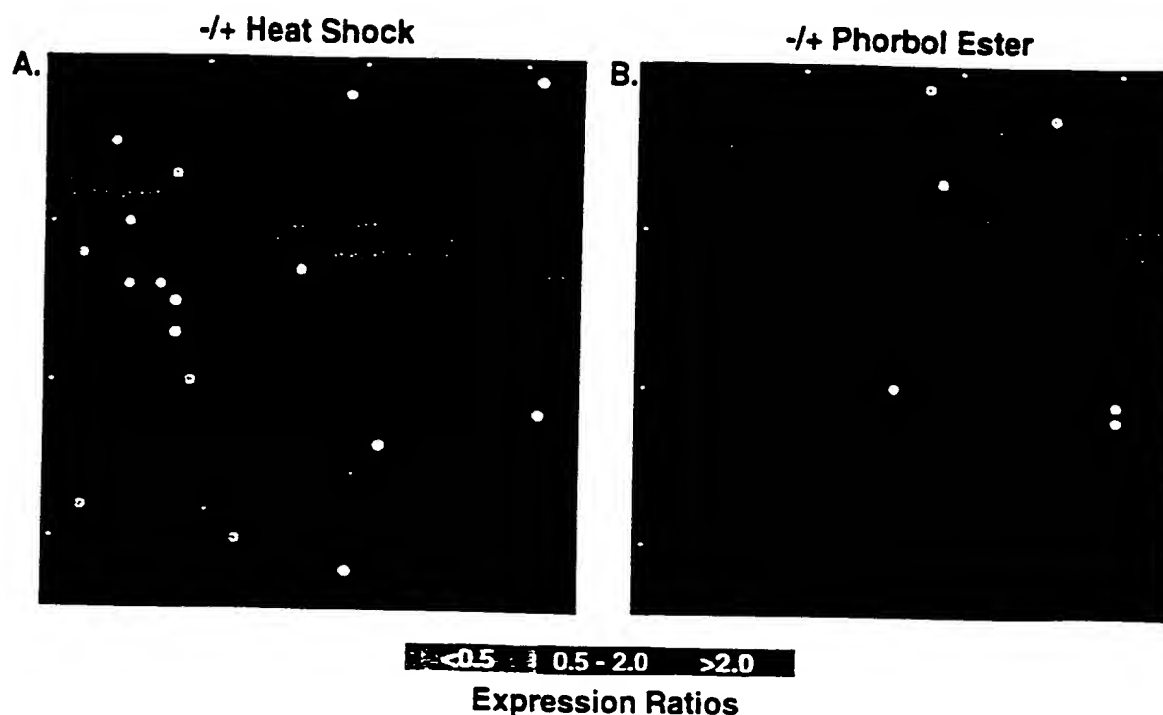 -/+ Heat Shock
-/+ Phorbol Ester
A.
B.
<0.5 0.5 - 2.0 >2.0
Expression Ratios